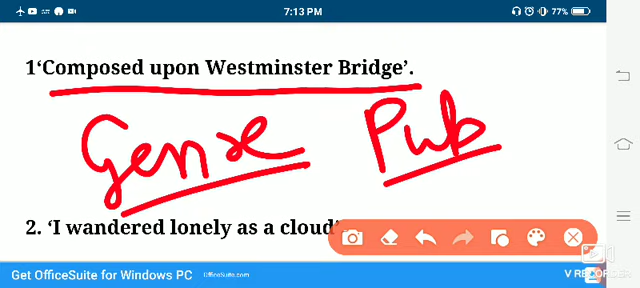 7:13 PM 77%
1‘Composed upon Westminster Bridge’.
Genre Pub
2. ‘I wandered lonely as a cloud’
Get OfficeSuite for Windows PC OfficeSuite.com
V RECORDER